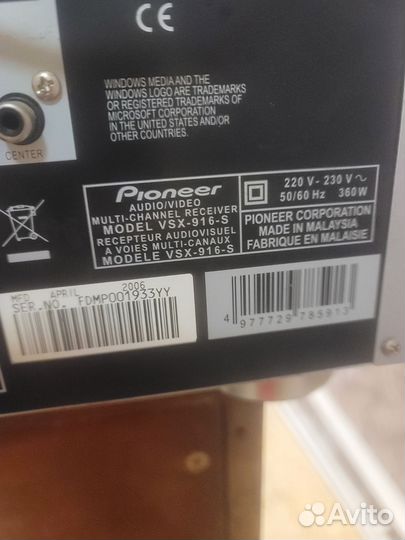 CE
WINDOWS MEDIA AND THE
WINDOWS LOGO ARE TRADEMARKS
OR REGISTERED TRADEMARKS OF
MICROSOFT CORPORATION
IN THE UNITED STATES AND/OR
OTHER COUNTRIES.
CENTER
Pioneer
AUDIO/VIDEO
MULTI-CHANNEL RECEIVER
MODEL VSX-916-S
RECEPTEUR AUDIOVISUEL
A VOIES MULTI-CANAUX
MODELE VSX-916-S
220 V - 230 V ~
50/60 Hz 360 W
PIONEER CORPORATION
MADE IN MALAYSIA
FABRIQUE EN MALAISIE
MFD APRIL 2006
SER.NO. FDMP001933YY
4 977729 785913
Avito